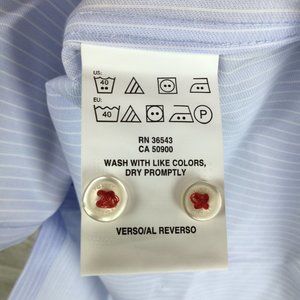 US:
40
EU:
40
P
RN 36543
CA 50900
WASH WITH LIKE COLORS,
DRY PROMPTLY
VERSO/AL REVERSO